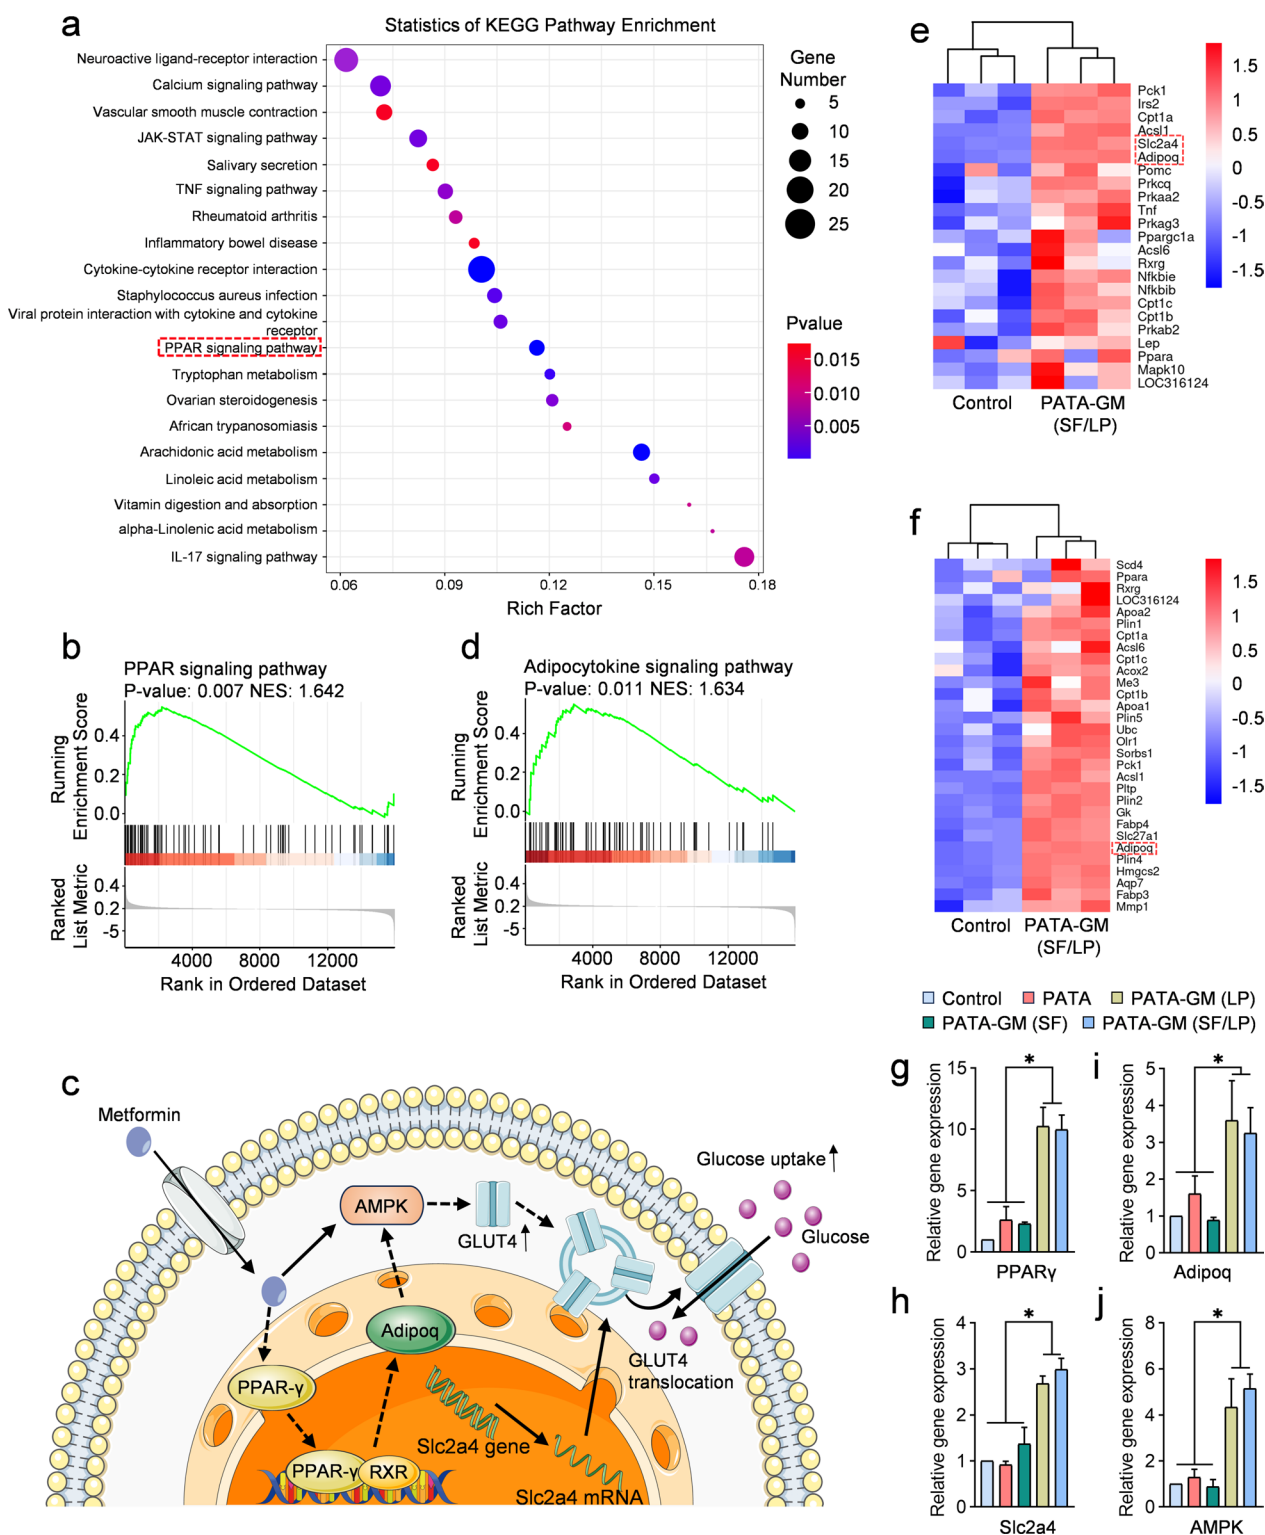 a
Statistics of KEGG Pathway Enrichment
Neuroactive ligand-receptor interaction
Calcium signaling pathway
Vascular smooth muscle contraction
JAK-STAT signaling pathway
Salivary secretion
TNF signaling pathway
Rheumatoid arthritis
Inflammatory bowel disease
Cytokine-cytokine receptor interaction
Staphylococcus aureus infection
Viral protein interaction with cytokine and cytokine
receptor
PPAR signaling pathway
Tryptophan metabolism
Ovarian steroidogenesis
African trypanosomiasis
Arachidonic acid metabolism
Linoleic acid metabolism
Vitamin digestion and absorption
alpha-Linolenic acid metabolism
IL-17 signaling pathway
0.06 0.09 0.12 0.15 0.18
Rich Factor
Gene
Number
5
10
15
20
25
Pvalue
0.015
0.010
0.005
e
Pck1
Irs2
Cpt1a
Acsl1
Slc2a4
Adipoq
Pomc
Prkcq
Prkaa2
Tnf
Prkag3
Ppargc1a
Acsl6
Rxrg
Nfkbie
Nfkbib
Cpt1c
Cpt1b
Prkab2
Lep
Ppara
Mapk10
LOC316124
Control
PATA-GM
(SF/LP)
1.5
1
0.5
0
-0.5
-1
-1.5
b
PPAR signaling pathway
P-value: 0.007 NES: 1.642
Running
Enrichment Score
0.4
0.2
0.0
Ranked
List Metric
0.4
0.2
-5
4000 8000 12000
Rank in Ordered Dataset
d
Adipocytokine signaling pathway
P-value: 0.011 NES: 1.634
Running
Enrichment Score
0.4
0.2
0.0
Ranked
List Metric
0.4
0.2
-5
4000 8000 12000
Rank in Ordered Dataset
f
Scd4
Ppara
Rxrg
LOC316124
Apoa2
Plin1
Cpt1a
Acsl6
Cpt1c
Acox2
Me3
Cpt1b
Apoa1
Plin5
Ubc
Olr1
Sorbs1
Pck1
Acsl1
Pltp
Plin2
Gk
Fabp4
Slc27a1
Adipoq
Plin4
Hmgcs2
Aqp7
Fabp3
Mmp1
Control
PATA-GM
(SF/LP)
1.5
1
0.5
0
-0.5
-1
-1.5
c
Metformin
AMPK
GLUT4
Glucose uptake
Glucose
GLUT4
translocation
Adipoq
PPAR-γ
PPAR-γ
RXR
Slc2a4 gene
Slc2a4 mRNA
Control PATA PATA-GM (LP)
PATA-GM (SF) PATA-GM (SF/LP)
g
Relative gene expression
15
10
5
0
*
PPARγ
i
Relative gene expression
5
4
3
2
1
0
*
Adipoq
h
Relative gene expression
4
3
2
1
0
*
Slc2a4
j
Relative gene expression
8
6
4
2
0
*
AMPK